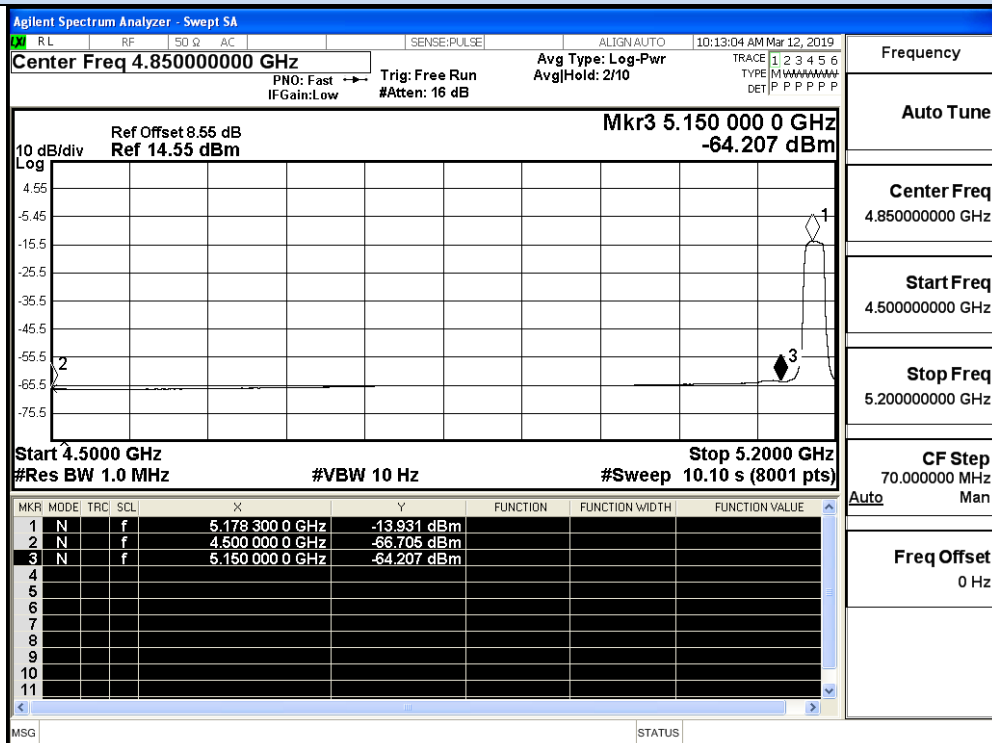 Agilent Spectrum Analyzer - Swept SA
LXI RL RF 50 Ω AC SENSE:PULSE ALIGN AUTO 10:13:04 AM Mar 12, 2019
Center Freq 4.850000000 GHz
PNO: Fast
IFGain:Low
Trig: Free Run
#Atten: 16 dB
Avg Type: Log-Pwr
Avg|Hold: 2/10
TRACE 1 2 3 4 5 6
TYPE M W W W W W
DET P P P P P P
Ref Offset 8.55 dB
10 dB/div Ref 14.55 dBm
Log
Mkr3 5.150 000 0 GHz
-64.207 dBm
4.55
-5.45
-15.5
-25.5
-35.5
-45.5
-55.5
-65.5
-75.5
1
2
3
Start 4.5000 GHz Stop 5.2000 GHz
#Res BW 1.0 MHz #VBW 10 Hz #Sweep 10.10 s (8001 pts)
MKR MODE TRC SCL X Y FUNCTION FUNCTION WIDTH FUNCTION VALUE
1 N f 5.178 300 0 GHz -13.931 dBm
2 N f 4.500 000 0 GHz -66.705 dBm
3 N f 5.150 000 0 GHz -64.207 dBm
4
5
6
7
8
9
10
11
MSG STATUS
Frequency
Auto Tune
Center Freq
4.850000000 GHz
Start Freq
4.500000000 GHz
Stop Freq
5.200000000 GHz
CF Step
70.000000 MHz
Auto Man
Freq Offset
0 Hz